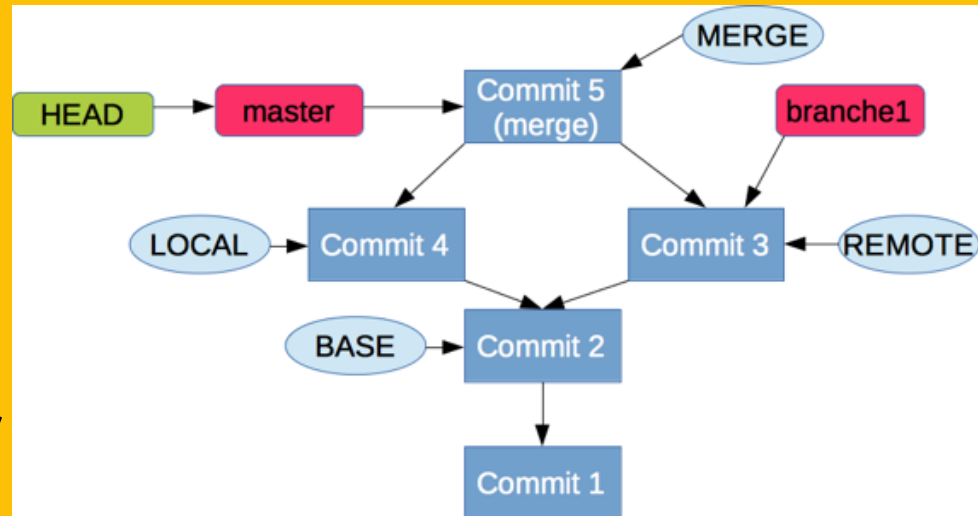 MERGE
Commit 5
(merge)
HEAD
master
branche1
LOCAL
Commit 4
Commit 3
REMOTE
BASE
Commit 2
Commit 1